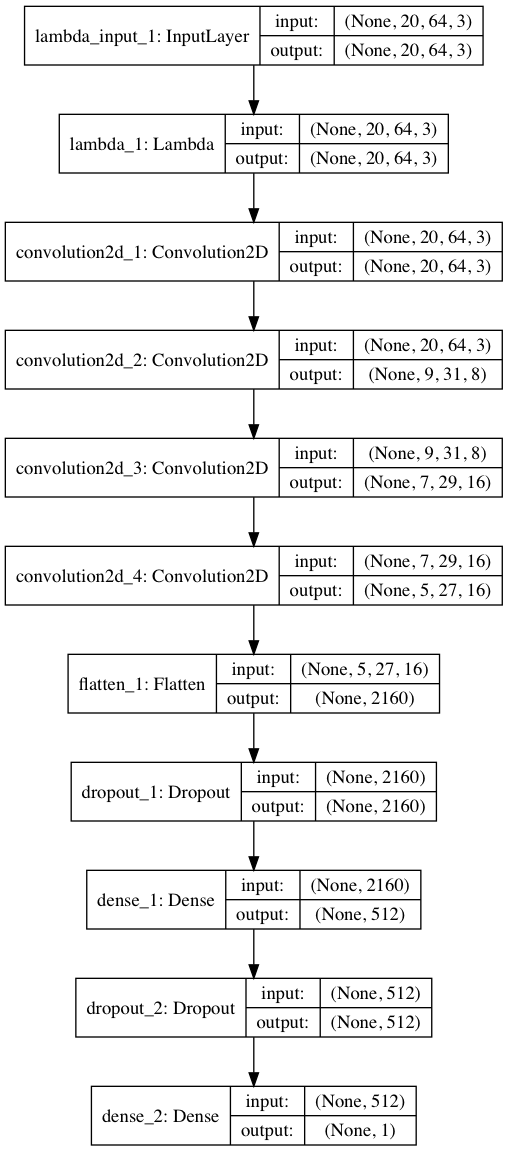 lambda_input_1: InputLayer
input: (None, 20, 64, 3)
output: (None, 20, 64, 3)
lambda_1: Lambda
input: (None, 20, 64, 3)
output: (None, 20, 64, 3)
convolution2d_1: Convolution2D
input: (None, 20, 64, 3)
output: (None, 20, 64, 3)
convolution2d_2: Convolution2D
input: (None, 20, 64, 3)
output: (None, 9, 31, 8)
convolution2d_3: Convolution2D
input: (None, 9, 31, 8)
output: (None, 7, 29, 16)
convolution2d_4: Convolution2D
input: (None, 7, 29, 16)
output: (None, 5, 27, 16)
flatten_1: Flatten
input: (None, 5, 27, 16)
output: (None, 2160)
dropout_1: Dropout
input: (None, 2160)
output: (None, 2160)
dense_1: Dense
input: (None, 2160)
output: (None, 512)
dropout_2: Dropout
input: (None, 512)
output: (None, 512)
dense_2: Dense
input: (None, 512)
output: (None, 1)